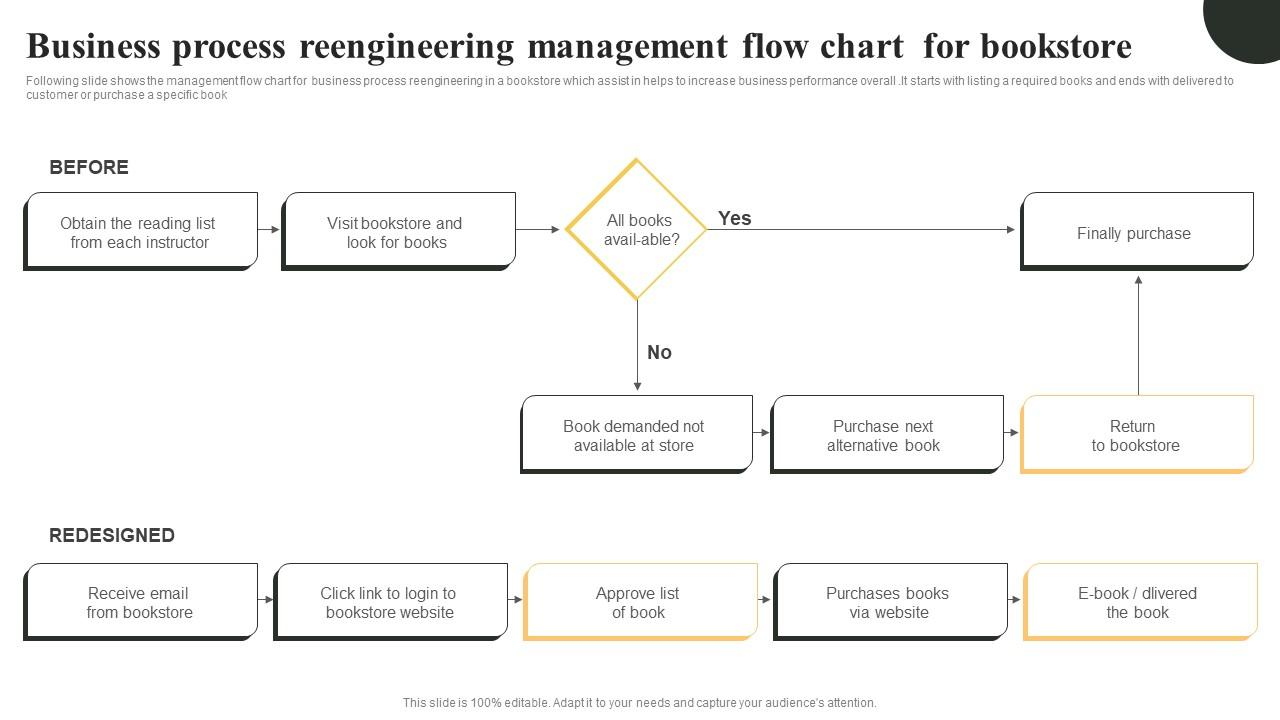 Business process reengineering management flow chart for bookstore
Following slide shows the management flow chart for business process reengineering in a bookstore which assist in helps to increase business performance overall .It starts with listing a required books and ends with delivered to
customer or purchase a specific book
BEFORE
Obtain the reading list
from each instructor
Visit bookstore and
look for books
All books
avail-able?
Yes
Finally purchase
No
Book demanded not
available at store
Purchase next
alternative book
Return
to bookstore
REDESIGNED
Receive email
from bookstore
Click link to login to
bookstore website
Approve list
of book
Purchases books
via website
E-book / dlivered
the book
This slide is 100% editable. Adapt it to your needs and capture your audience's attention.